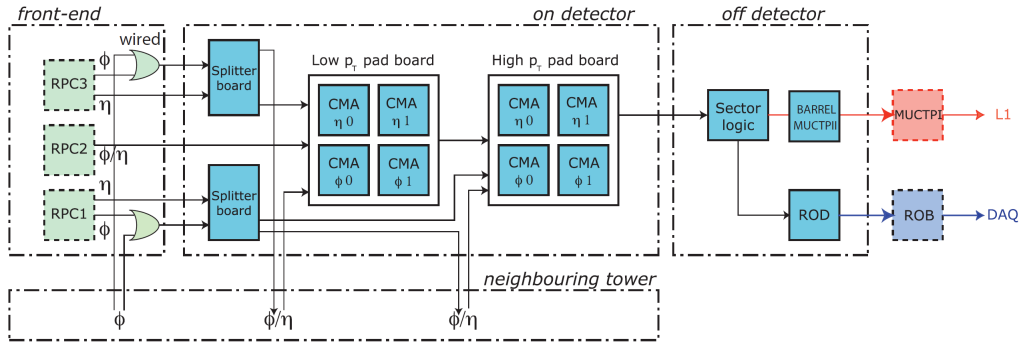 front-end
on detector
off detector
wired
ϕ
RPC3
η
Splitter
board
Low pT pad board
CMA
η 0
CMA
η 1
CMA
ϕ 0
CMA
ϕ 1
High pT pad board
CMA
η 0
CMA
η 1
CMA
ϕ 0
CMA
ϕ 1
Sector
logic
BARREL
MUCTPII
MUCTPI
L1
RPC2
ϕ/η
η
RPC1
ϕ
Splitter
board
ROD
ROB
DAQ
neighbouring tower
ϕ
ϕ/η
ϕ/η